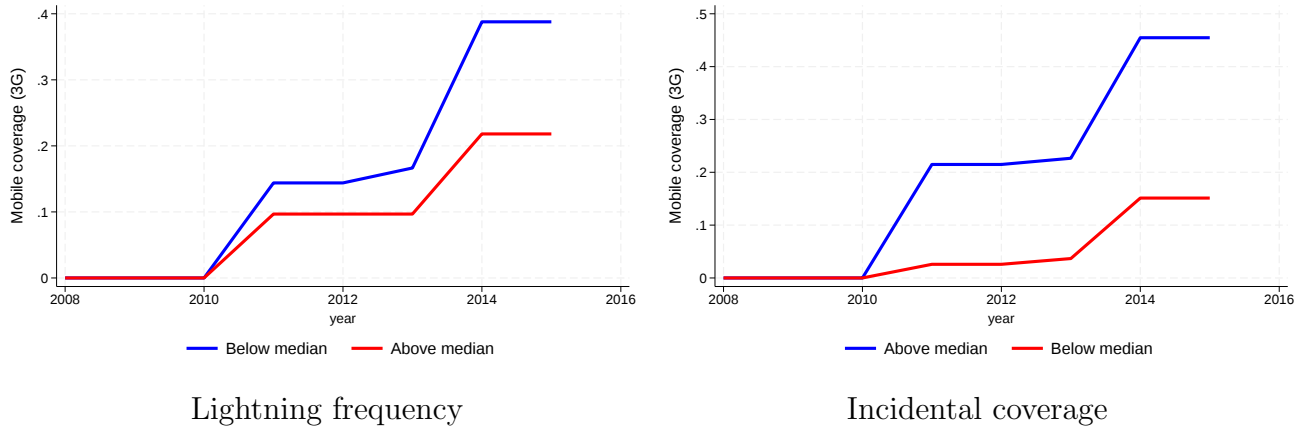 Mobile coverage (3G)
.4
.3
.2
.1
0
2008 2010 2012 2014 2016
year
Below median Above median
Lightning frequency
Mobile coverage (3G)
.5
.4
.3
.2
.1
0
2008 2010 2012 2014 2016
year
Above median Below median
Incidental coverage